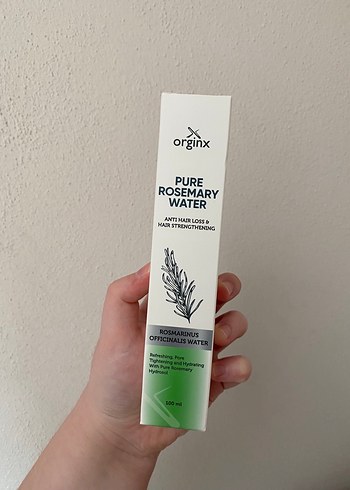 orginx
PURE
ROSEMARY
WATER
ANTI HAIR LOSS &
HAIR STRENGTHENING
ROSMARINUS
OFFICINALIS WATER
Refreshing, Pore
Tightening and Hydrating
With Pure Rosemary
Hydrosol
200 ml